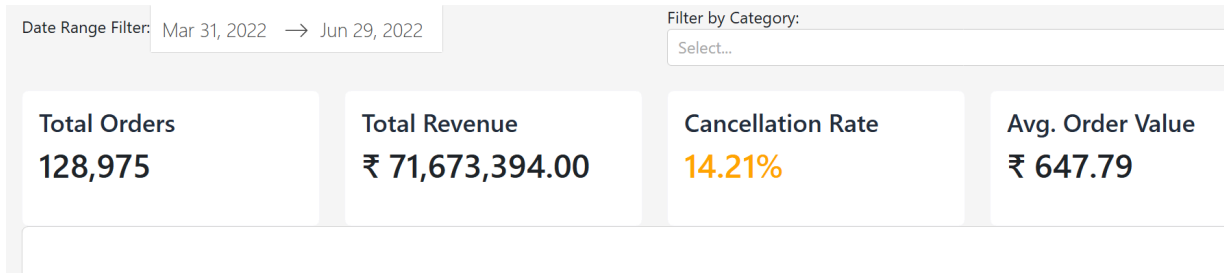 Date Range Filter: Mar 31, 2022 → Jun 29, 2022
Filter by Category:
Select...
Total Orders
128,975
Total Revenue
₹ 71,673,394.00
Cancellation Rate
14.21%
Avg. Order Value
₹ 647.79